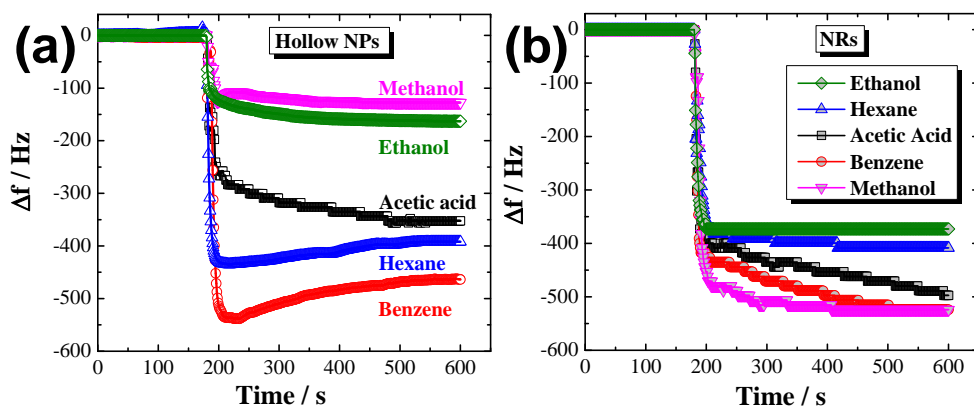 (a)
Hollow NPs
Methanol
Ethanol
Acetic acid
Hexane
Benzene
0
-100
-200
-300
-400
-500
-600
Δf / Hz
0 100 200 300 400 500 600
Time / s
(b)
NRs
Ethanol
Hexane
Acetic Acid
Benzene
Methanol
0
-100
-200
-300
-400
-500
-600
Δf / Hz
0 100 200 300 400 500 600
Time / s